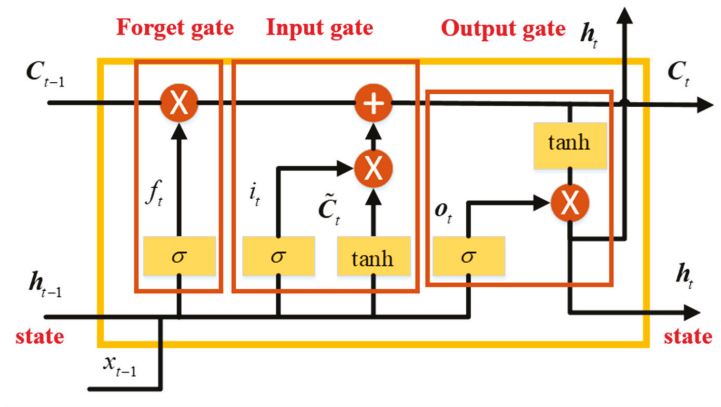 Forget gate Input gate Output gate h_t
C_{t-1} C_t
X +
tanh
X
f_t i_t C̃_t o_t X
σ σ tanh σ
h_{t-1} h_t
state state
x_{t-1}